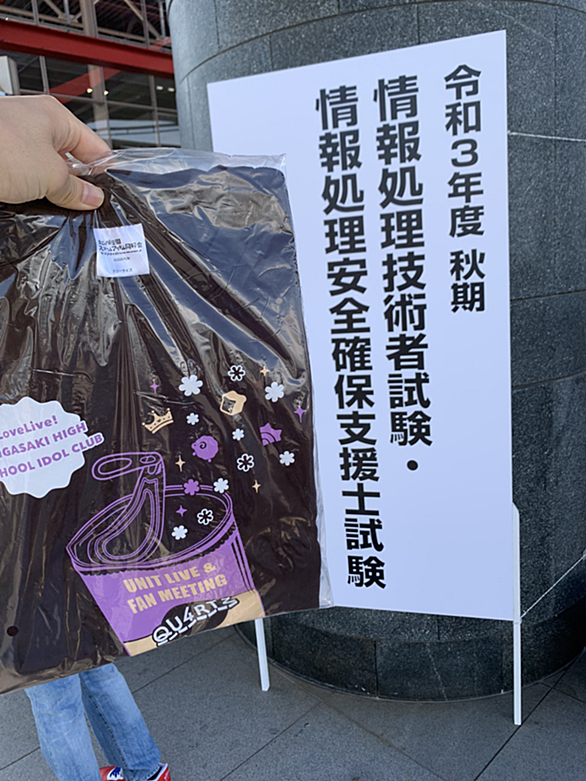 令和3年度 秋期
情報処理技術者試験・
情報処理安全確保支援士試験
LoveLive!
IGASAKI HIGH
HOOL IDOL CLUB
UNIT LIVE &
FAN MEETING
QU4RTZ